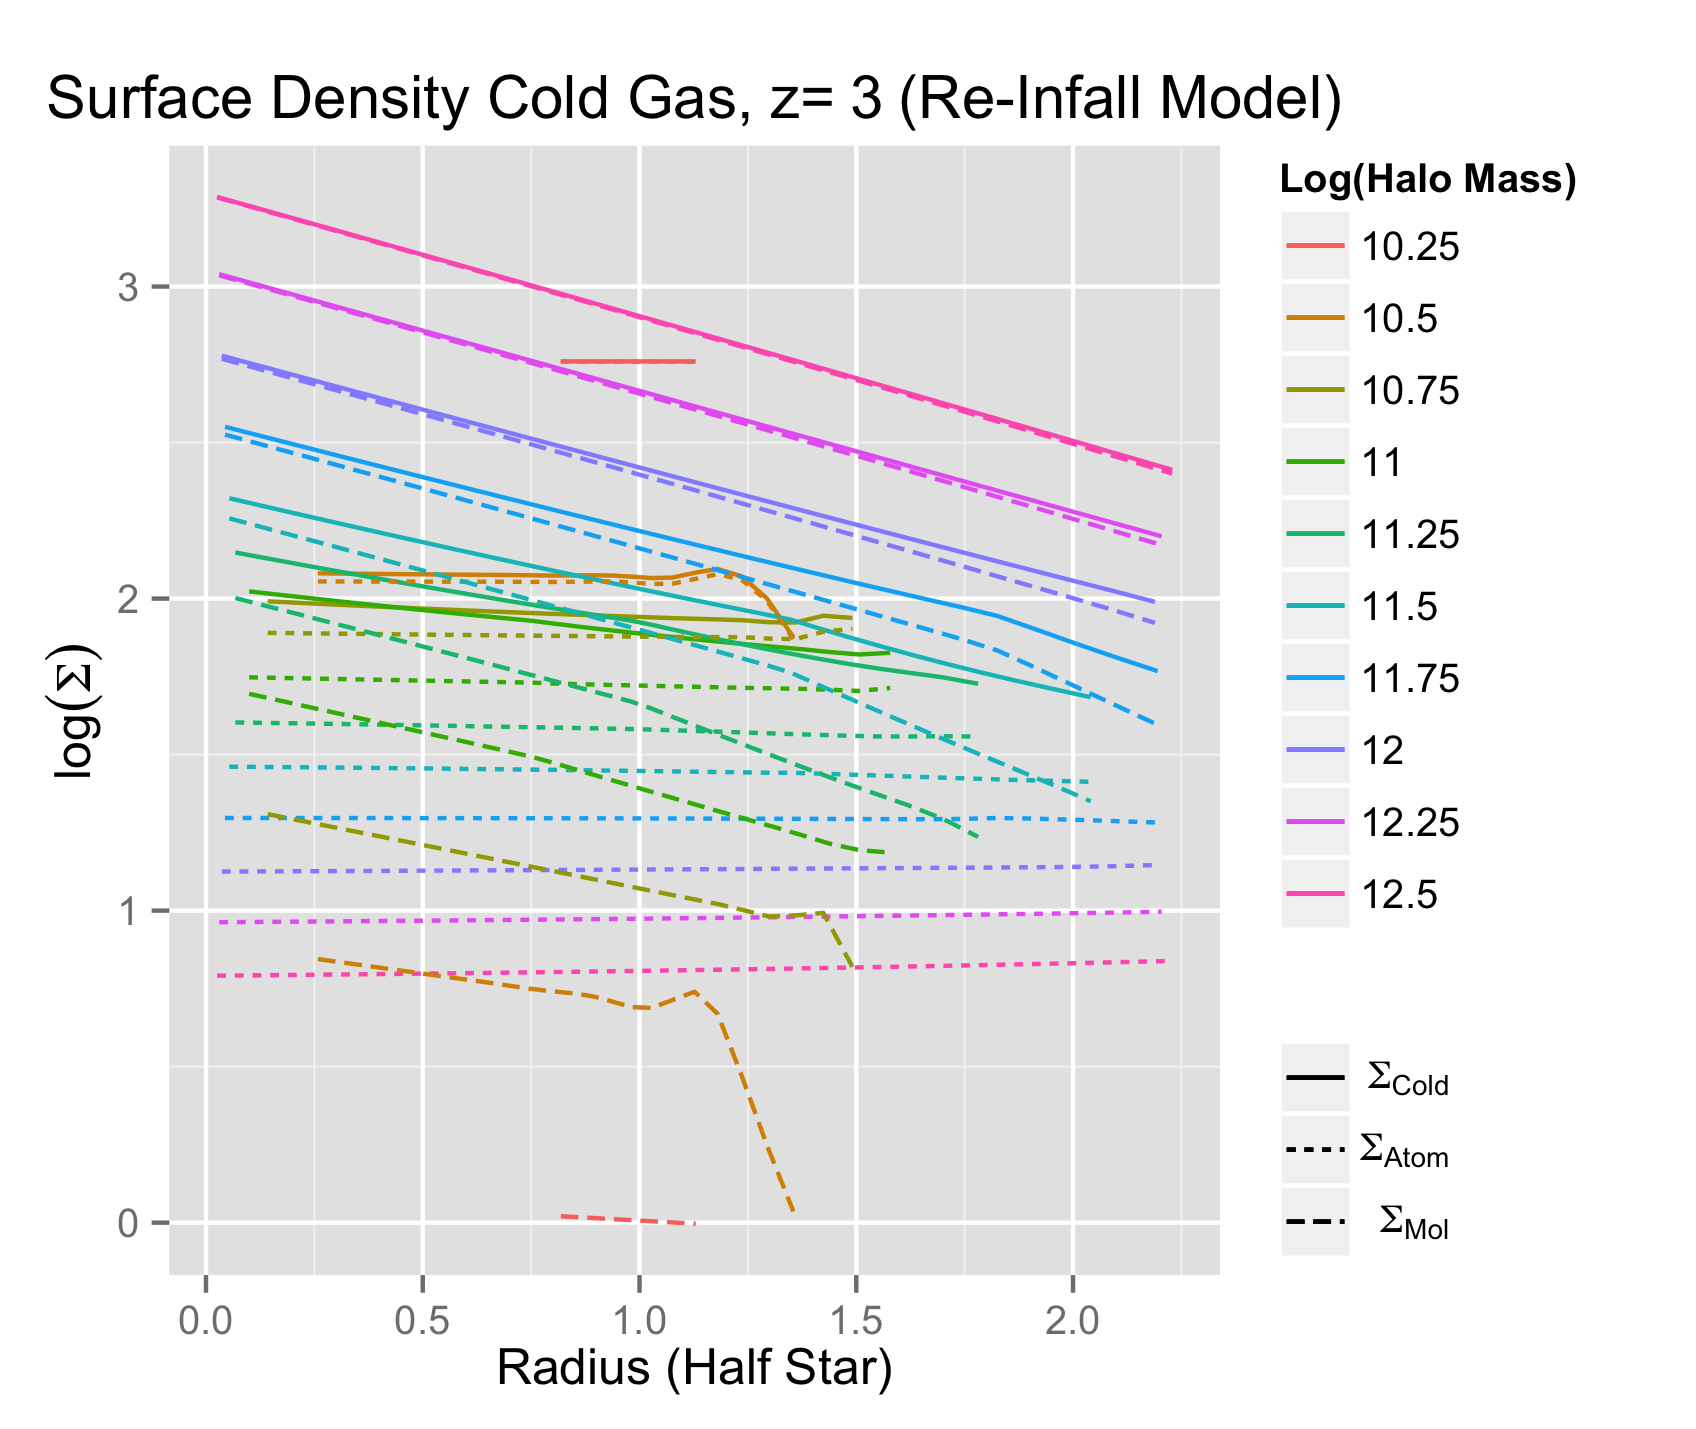 Surface Density Cold Gas, z= 3 (Re-Infall Model)
log(Σ)
3
2
1
0
0.0 0.5 1.0 1.5 2.0
Radius (Half Star)
Log(Halo Mass)
10.25
10.5
10.75
11
11.25
11.5
11.75
12
12.25
12.5
ΣCold
ΣAtom
ΣMol